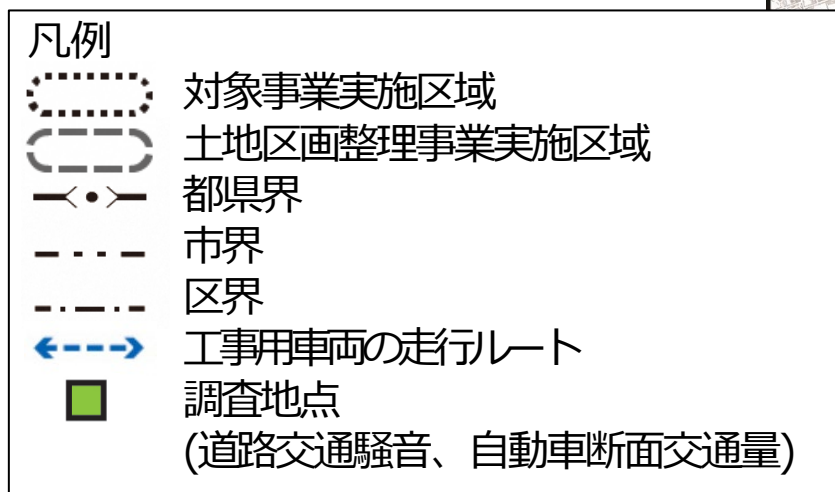 凡例
対象事業実施区域
土地区画整理事業実施区域
都県界
市界
区界
工事用車両の走行ルート
調査地点
(道路交通騒音、自動車断面交通量)